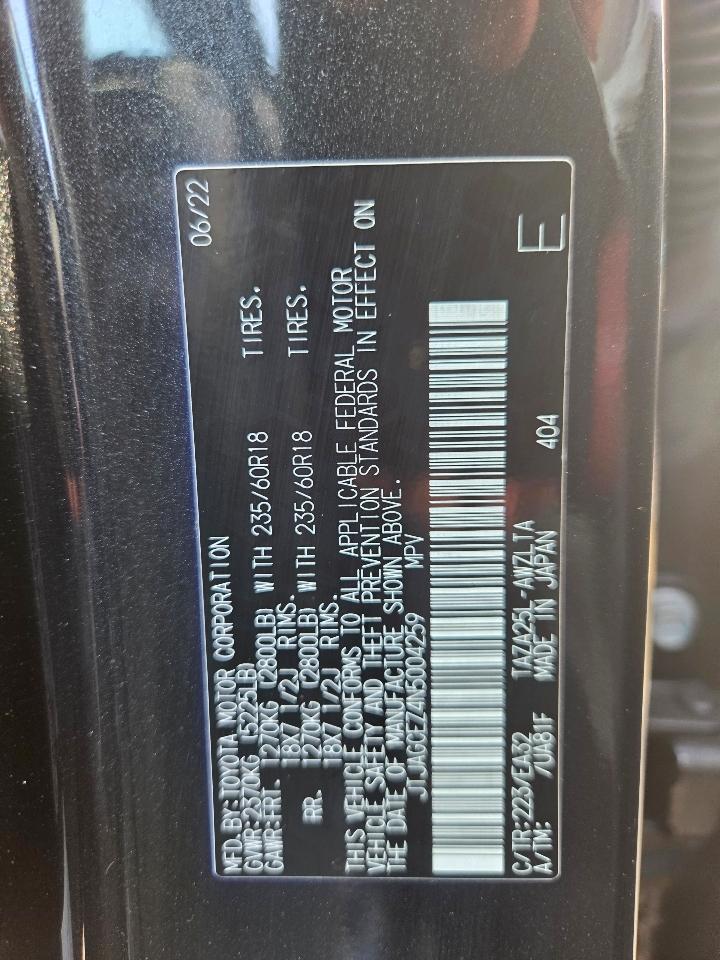 MFD.BY:TOYOTA MOTOR CORPORATION 06/22
GVWR:2370KG (5225LB)
GAWR:FRT. 1270KG (2800LB) WITH 235/60R18 TIRES.
18X7 1/2J RIMS.
RR. 1270KG (2800LB) WITH 235/60R18 TIRES.
18X7 1/2J RIMS.
THIS VEHICLE CONFORMS TO ALL APPLICABLE FEDERAL MOTOR
VEHICLE SAFETY AND THEFT PREVENTION STANDARDS IN EFFECT ON
THE DATE OF MANUFACTURE SHOWN ABOVE.
JTJAGCEZ4N5004259 MPV
C/TR:223/EA32 TAZA25L-AWZLTA
A/TM: /UA81F MADE IN JAPAN 404 E